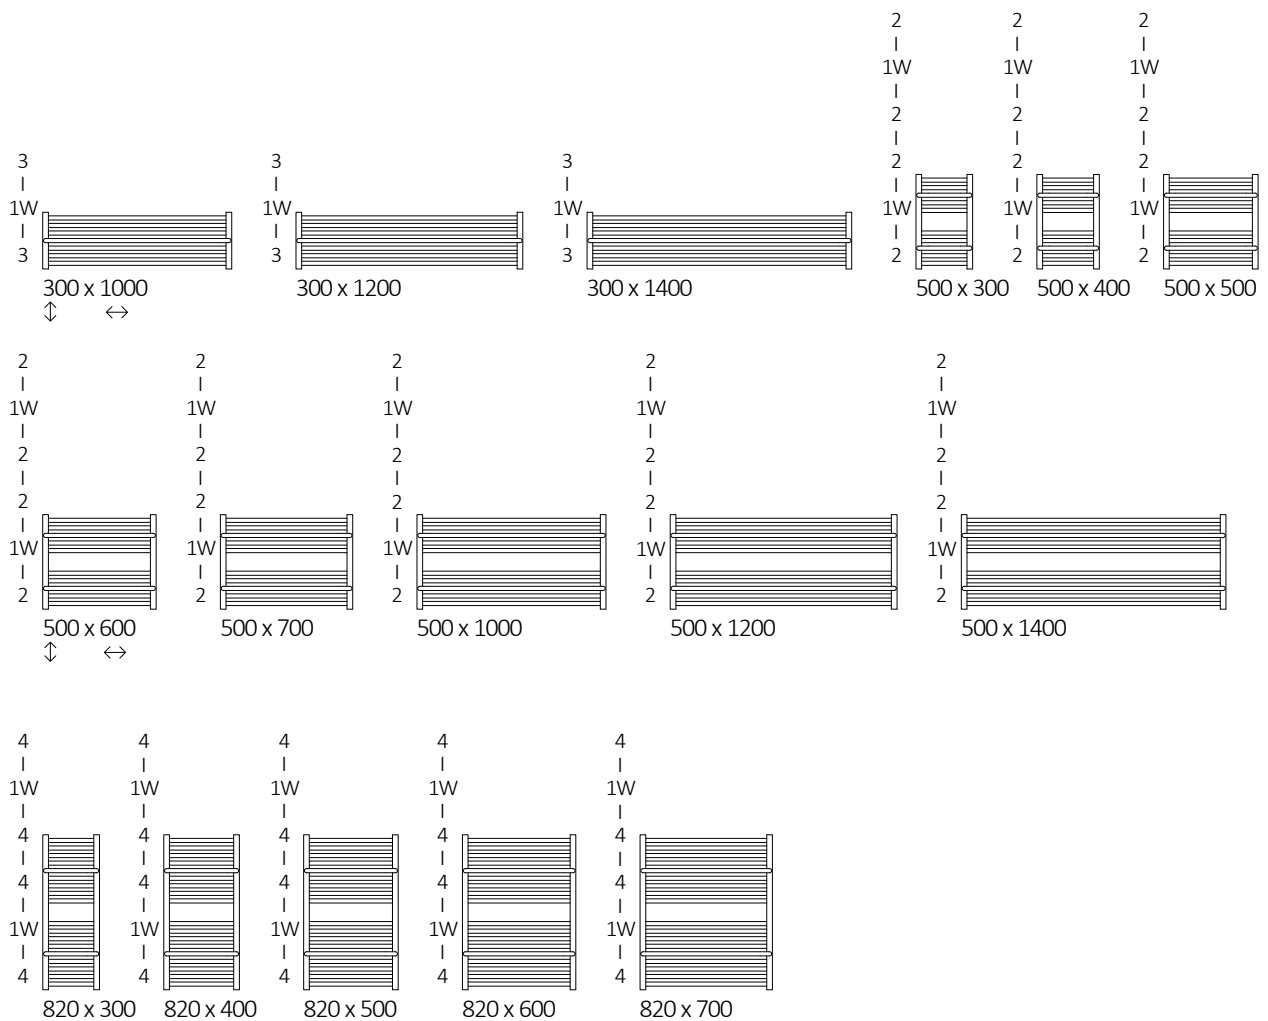 3
|
1W
|
3
300 x 1000
3
|
1W
|
3
300 x 1200
3
|
1W
|
3
300 x 1400
2
|
1W
|
2
|
2
|
1W
|
2
500 x 300
2
|
1W
|
2
|
2
|
1W
|
2
500 x 400
2
|
1W
|
2
|
2
|
1W
|
2
500 x 500
2
|
1W
|
2
|
2
|
1W
|
2
500 x 600
2
|
1W
|
2
|
2
|
1W
|
2
500 x 700
2
|
1W
|
2
|
2
|
1W
|
2
500 x 1000
2
|
1W
|
2
|
2
|
1W
|
2
500 x 1200
2
|
1W
|
2
|
2
|
1W
|
2
500 x 1400
4
|
1W
|
4
|
4
|
1W
|
4
820 x 300
4
|
1W
|
4
|
4
|
1W
|
4
820 x 400
4
|
1W
|
4
|
4
|
1W
|
4
820 x 500
4
|
1W
|
4
|
4
|
1W
|
4
820 x 600
4
|
1W
|
4
|
4
|
1W
|
4
820 x 700